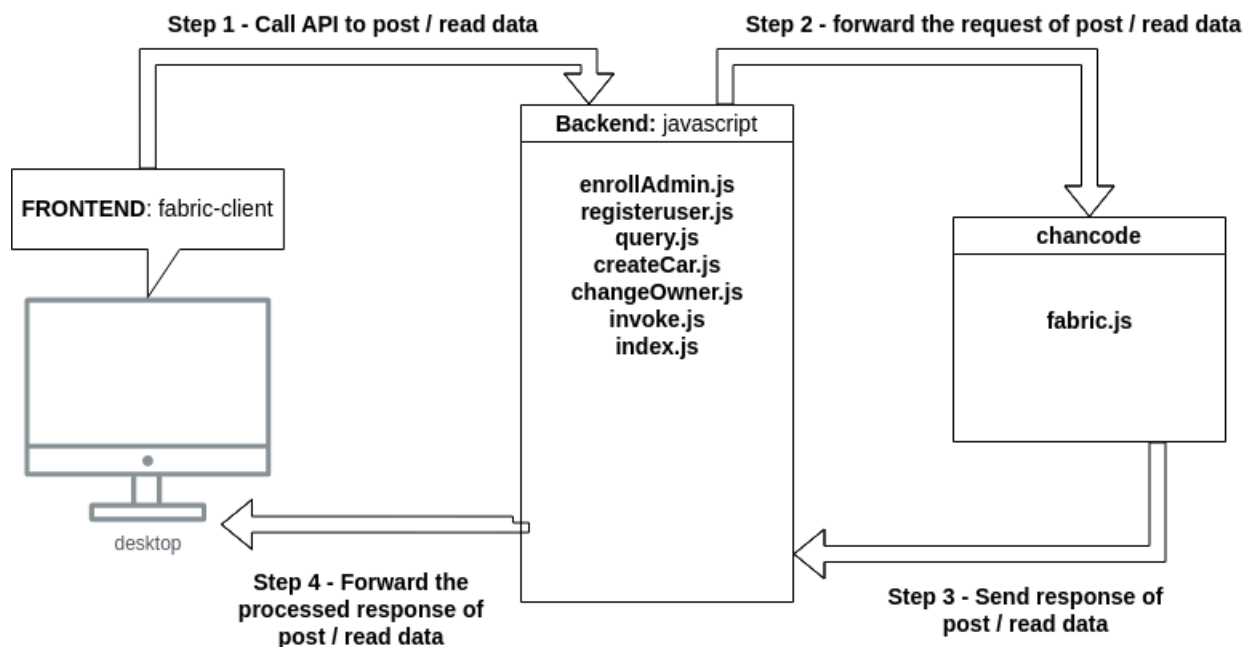 Step 1 - Call API to post / read data
Step 2 - forward the request of post / read data
Backend: javascript
enrollAdmin.js
registeruser.js
query.js
createCar.js
changeOwner.js
invoke.js
index.js
FRONTEND: fabric-client
chancode
fabric.js
desktop
Step 4 - Forward the
processed response of
post / read data
Step 3 - Send response of
post / read data